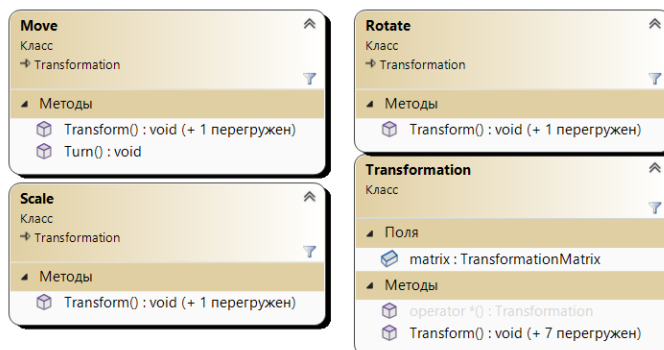 Move
Класс
Transformation
Методы
Transform() : void (+ 1 перегружен)
Turn() : void
Scale
Класс
Transformation
Методы
Transform() : void (+ 1 перегружен)
Rotate
Класс
Transformation
Методы
Transform() : void (+ 1 перегружен)
Transformation
Класс
Поля
matrix : TransformationMatrix
Методы
operator *() : Transformation
Transform() : void (+ 7 перегружен)